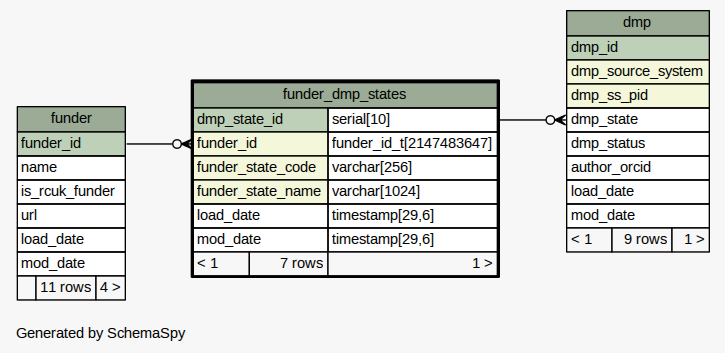 funder
funder_id
name
is_rcuk_funder
url
load_date
mod_date
11 rows 4 >
funder_dmp_states
dmp_state_id serial[10]
funder_id funder_id_t[2147483647]
funder_state_code varchar[256]
funder_state_name varchar[1024]
load_date timestamp[29,6]
mod_date timestamp[29,6]
< 1 7 rows 1 >
dmp
dmp_id
dmp_source_system
dmp_ss_pid
dmp_state
dmp_status
author_orcid
load_date
mod_date
< 1 9 rows 1 >
Generated by SchemaSpy